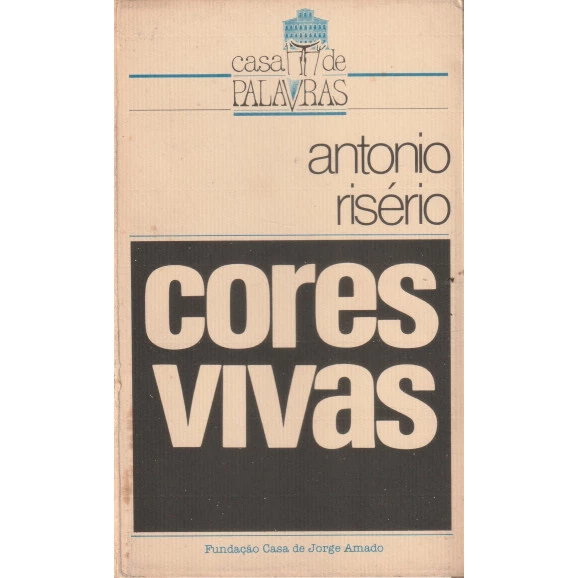 casa de
PALAVRAS
antonio
risério
cores
vivas
Fundação Casa de Jorge Amado